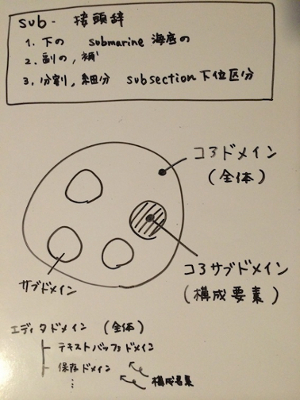 sub- 接頭辞
1. 下の submarine 海底の
2. 副の, 補
3. 分割, 細分 subsection 下位区分
コアドメイン
(全体)
コアサブドメイン
(構成要素)
サブドメイン
エディタドメイン (全体)
テキストバッファドメイン
保存ドメイン
構成要素